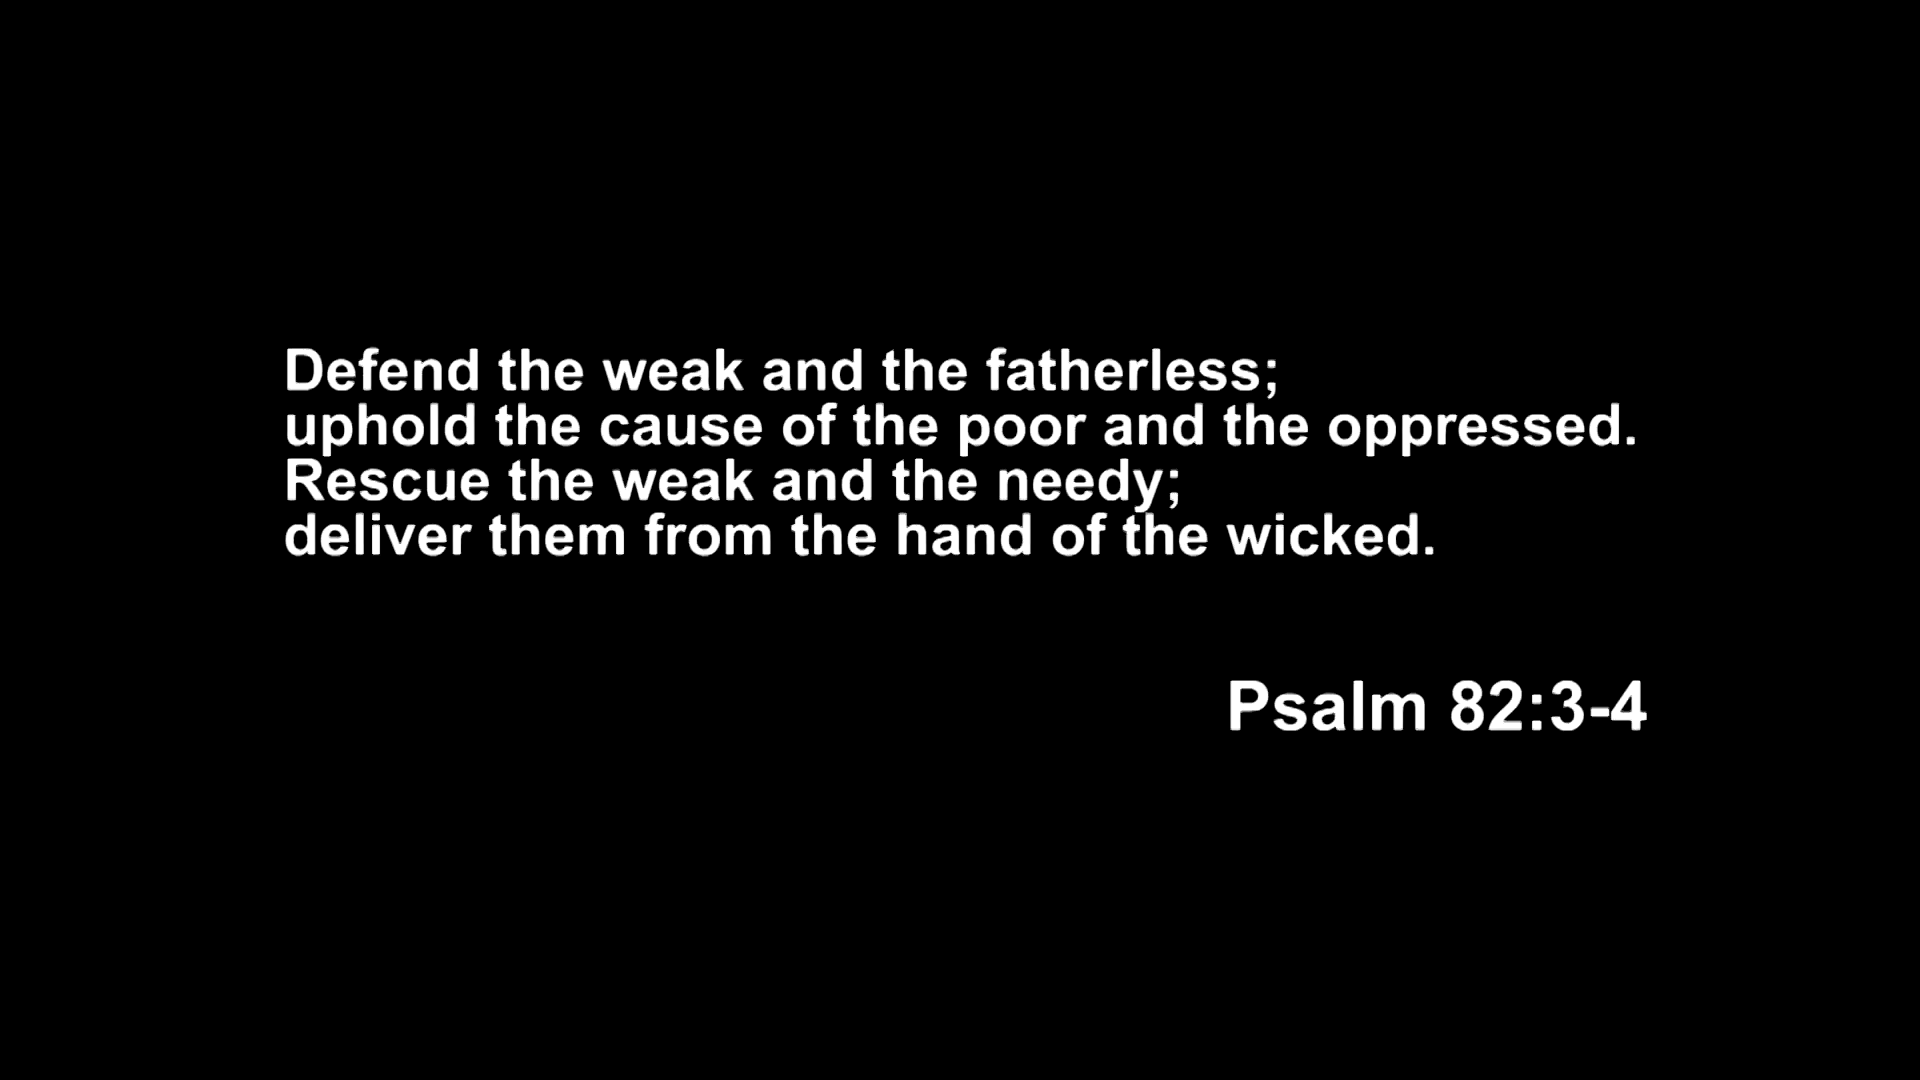 Defend the weak and the fatherless;
uphold the cause of the poor and the oppressed.
Rescue the weak and the needy;
deliver them from the hand of the wicked.
Psalm 82:3-4